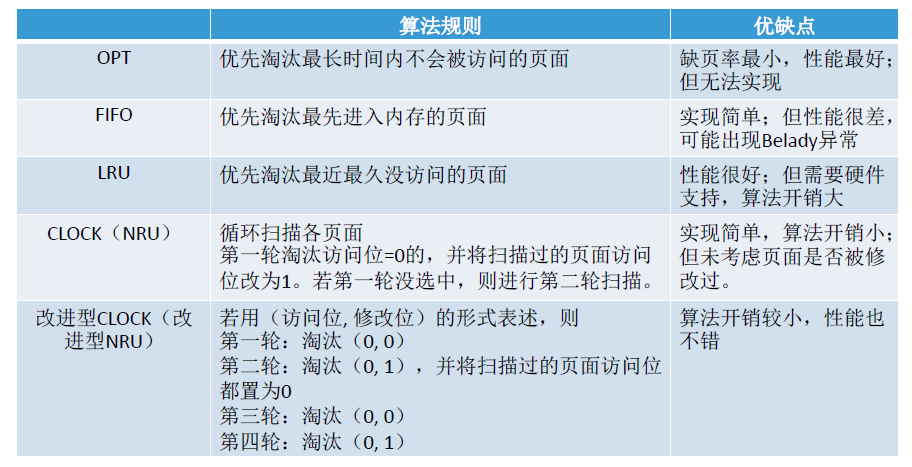 算法规则 优缺点
OPT 优先淘汰最长时间内不会被访问的页面 缺页率最小，性能最好；
但无法实现
FIFO 优先淘汰最先进入内存的页面 实现简单；但性能很差，
可能出现Belady异常
LRU 优先淘汰最近最久没访问的页面 性能很好；但需要硬件
支持，算法开销大
CLOCK（NRU） 循环扫描各页面
第一轮淘汰访问位=0的，并将扫描过的页面访问
位改为1。若第一轮没选中，则进行第二轮扫描。
实现简单，算法开销小；
但未考虑页面是否被修
改过。
改进型CLOCK（改
进型NRU）
若用（访问位, 修改位）的形式表述，则
第一轮：淘汰（0, 0）
第二轮：淘汰（0, 1），并将扫描过的页面访问位
都置为0
第三轮：淘汰（0, 0）
第四轮：淘汰（0, 1）
算法开销较小，性能也
不错